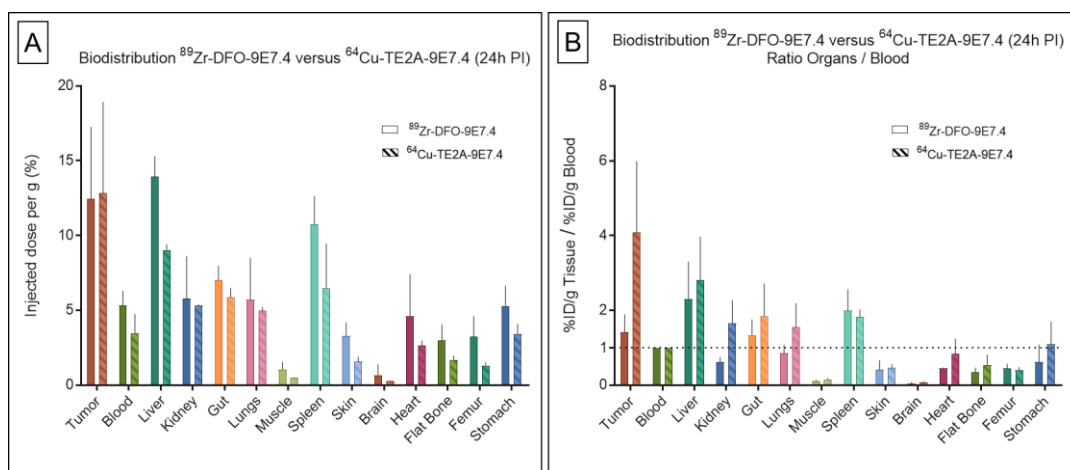 A
Biodistribution ⁸⁹Zr-DFO-9E7.4 versus ⁶⁴Cu-TE2A-9E7.4 (24h PI)
⁸⁹Zr-DFO-9E7.4
⁶⁴Cu-TE2A-9E7.4
Injected dose per g (%)
20
15
10
5
0
Tumor
Blood
Liver
Kidney
Gut
Lungs
Muscle
Spleen
Skin
Brain
Heart
Flat Bone
Femur
Stomach
B
Biodistribution ⁸⁹Zr-DFO-9E7.4 versus ⁶⁴Cu-TE2A-9E7.4 (24h PI)
Ratio Organs / Blood
⁸⁹Zr-DFO-9E7.4
⁶⁴Cu-TE2A-9E7.4
%ID/g Tissue / %ID/g Blood
8
6
4
2
1
0
Tumor
Blood
Liver
Kidney
Gut
Lungs
Muscle
Spleen
Skin
Brain
Heart
Flat Bone
Femur
Stomach